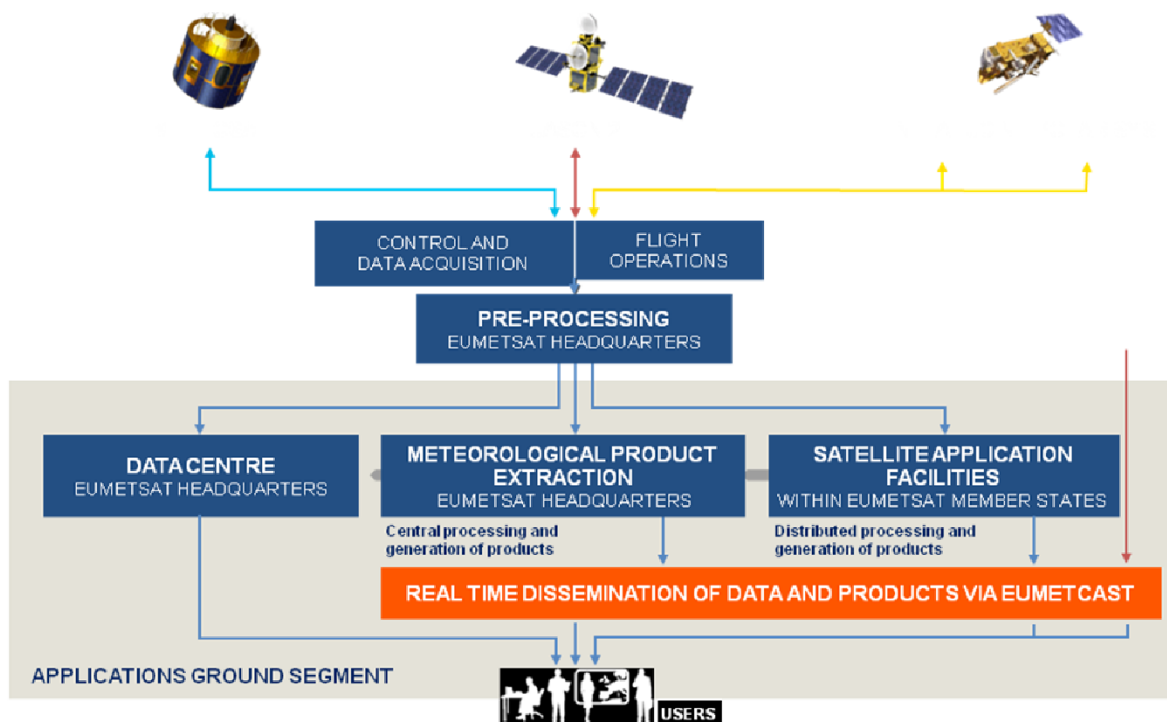 CONTROL AND
DATA ACQUISITION
FLIGHT
OPERATIONS
PRE-PROCESSING
EUMETSAT HEADQUARTERS
DATA CENTRE
EUMETSAT HEADQUARTERS
METEOROLOGICAL PRODUCT
EXTRACTION
EUMETSAT HEADQUARTERS
SATELLITE APPLICATION
FACILITIES
WITHIN EUMETSAT MEMBER STATES
Central processing and
generation of products
Distributed processing and
generation of products
REAL TIME DISSEMINATION OF DATA AND PRODUCTS VIA EUMETCAST
APPLICATIONS GROUND SEGMENT
USERS